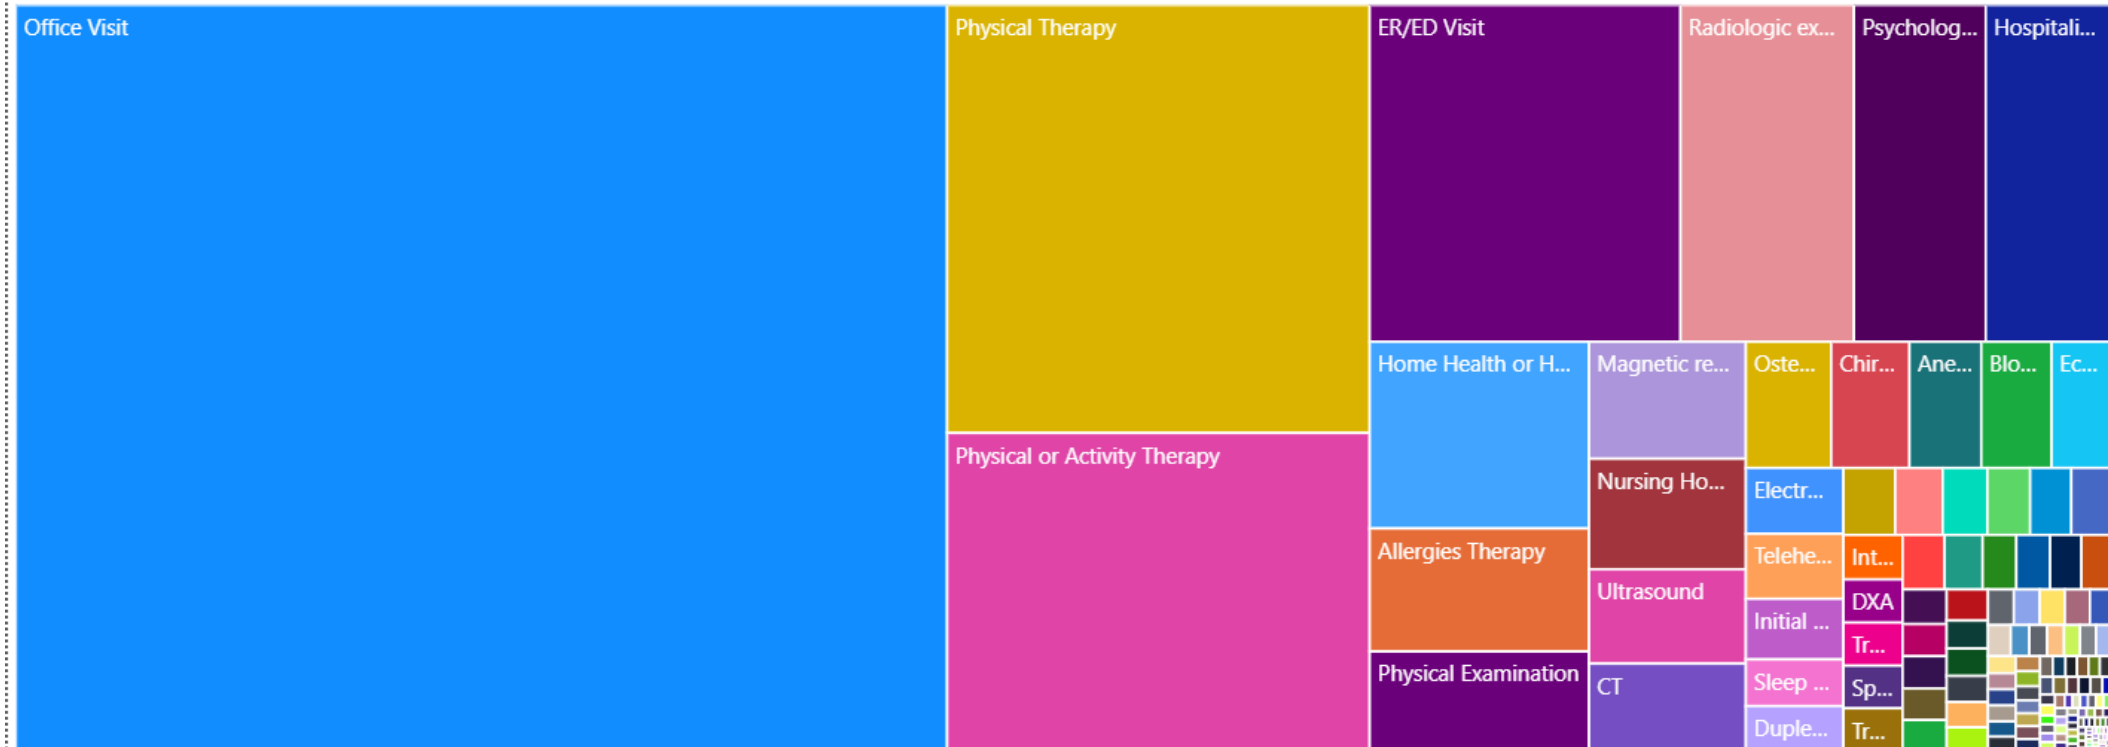 Office Visit
Physical Therapy
ER/ED Visit
Radiologic ex...
Psycholog...
Hospitali...
Physical or Activity Therapy
Home Health or H...
Magnetic re...
Oste...
Chir...
Ane...
Blo...
Ec...
Nursing Ho...
Electr...
Allergies Therapy
Telehe...
Int...
Ultrasound
DXA
Initial ...
Tr...
Physical Examination
CT
Sleep ...
Sp...
Duple...
Tr...